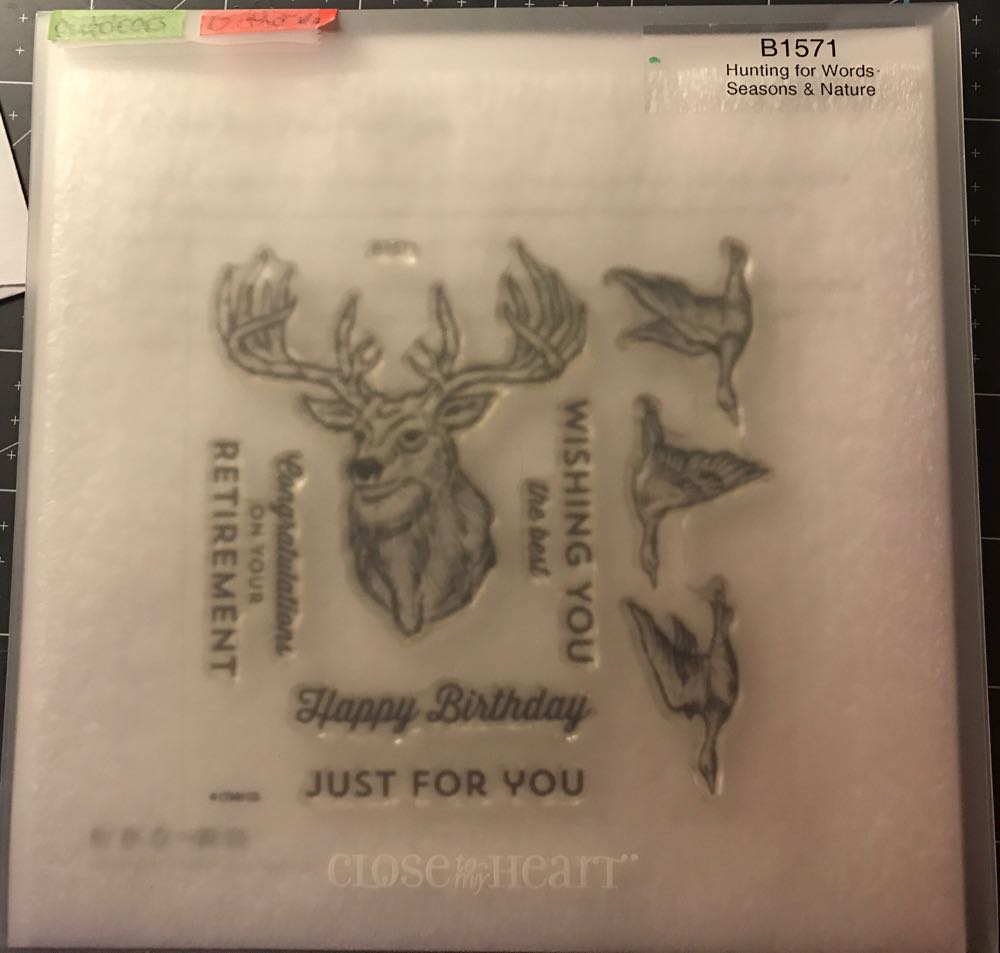 B1571
Hunting for Words
Seasons & Nature
WISHING YOU
the best
Congratulations
ON YOUR
RETIREMENT
Happy Birthday
JUST FOR YOU
CLOSE to my HEART